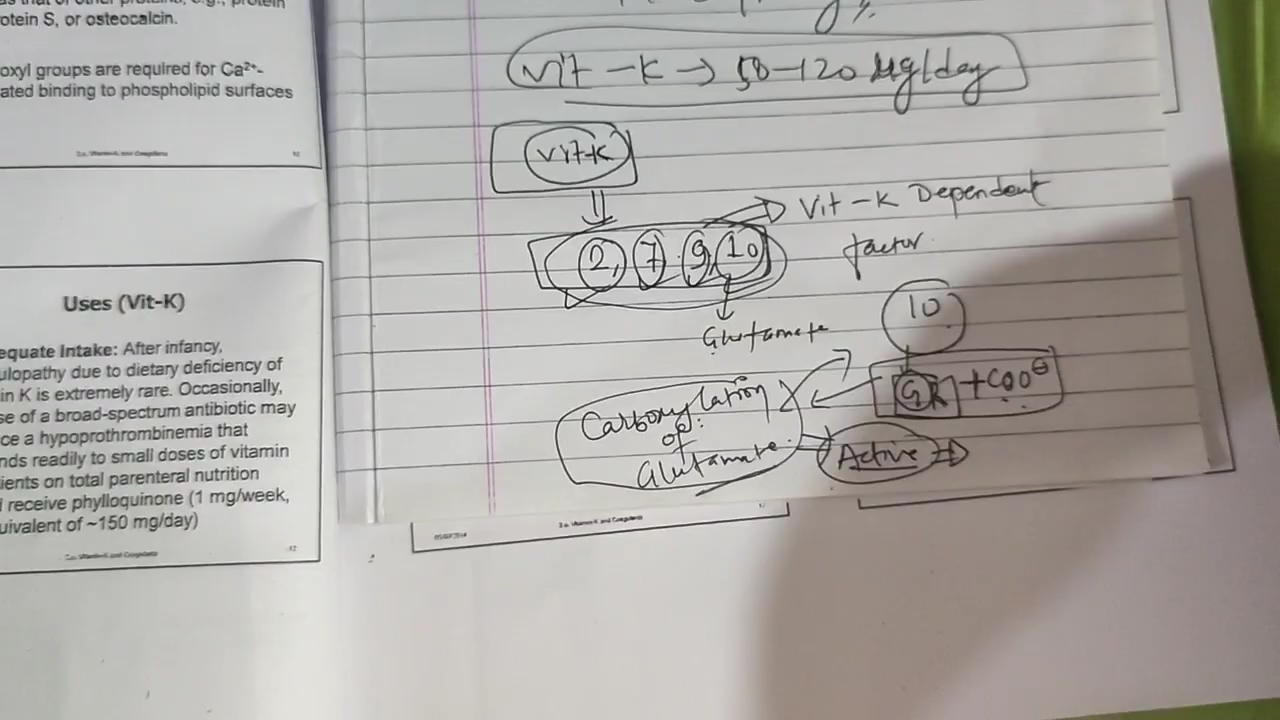 otein S, or osteocalcin.
oxyl groups are required for Ca²⁺-
ated binding to phospholipid surfaces
Uses (Vit-K)
equate Intake: After infancy,
ulopathy due to dietary deficiency of
in K is extremely rare. Occasionally,
se of a broad-spectrum antibiotic may
ce a hypoprothrombinemia that
nds readily to small doses of vitamin
ients on total parenteral nutrition
receive phylloquinone (1 mg/week,
uivalent of ~150 mg/day)
Vit-K → 50-120 μg/day
Vit-K
2, 7 9, 10
Vit-K Dependent
factor
Glutamate
10
+COO⊖
Carboxylation
of
Glutamate
Active